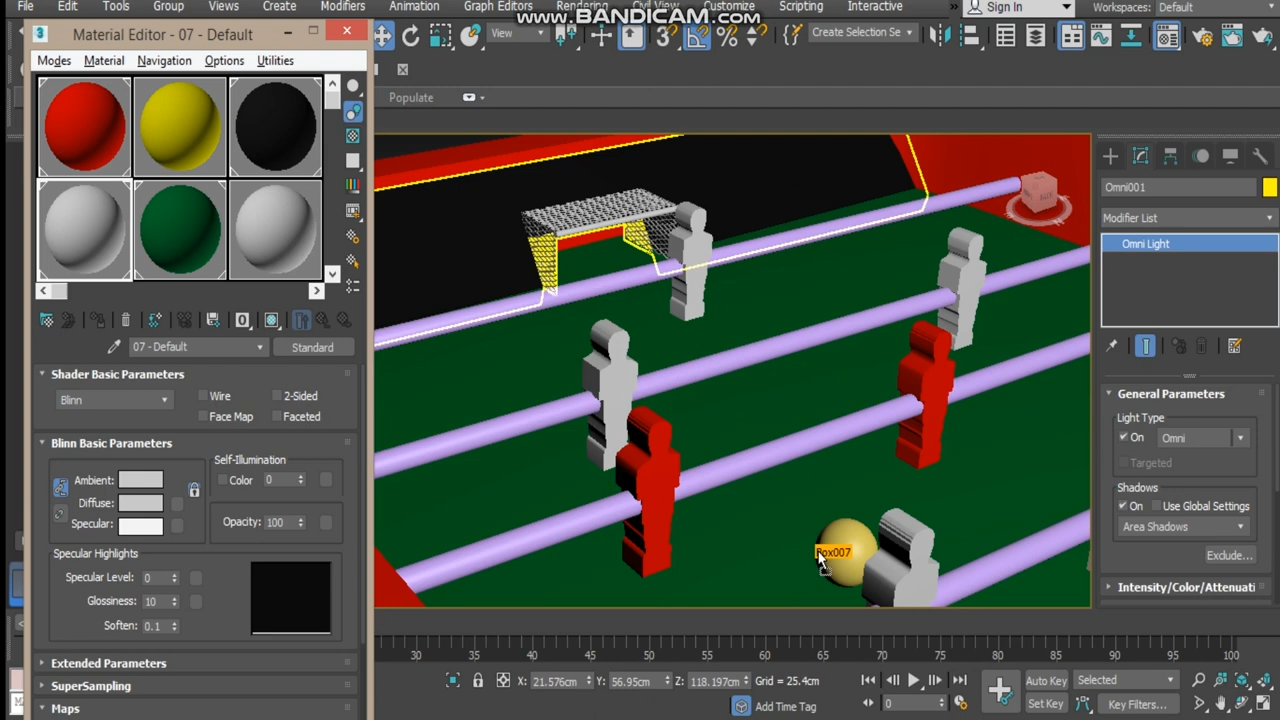 File Edit Tools Group Views Create Modifiers Animation Graph Editors Rendering Civil View Customize Scripting Interactive
www.BANDICAM.com
Sign In Workspaces: Default
3 Material Editor - 07 - Default
View Create Selection Se
Modes Material Navigation Options Utilities
Populate
07 - Default Standard
Shader Basic Parameters
Blinn Wire 2-Sided
Face Map Faceted
Blinn Basic Parameters
Self-Illumination
Ambient: Color 0
Diffuse:
Specular: Opacity: 100
Specular Highlights
Specular Level: 0
Glossiness: 10
Soften: 0.1
Extended Parameters
SuperSampling
Maps
Box007
Omni001
Modifier List
Omni Light
General Parameters
Light Type
On Omni
Targeted
Shadows
On Use Global Settings
Area Shadows
Exclude...
Intensity/Color/Attenuati
30 35 40 45 50 55 60 65 70 75 80 85 90 95 100
X: 21.576cm Y: 56.95cm Z: 118.197cm Grid = 25.4cm
Add Time Tag
0
Auto Key Selected
Set Key Key Filters...